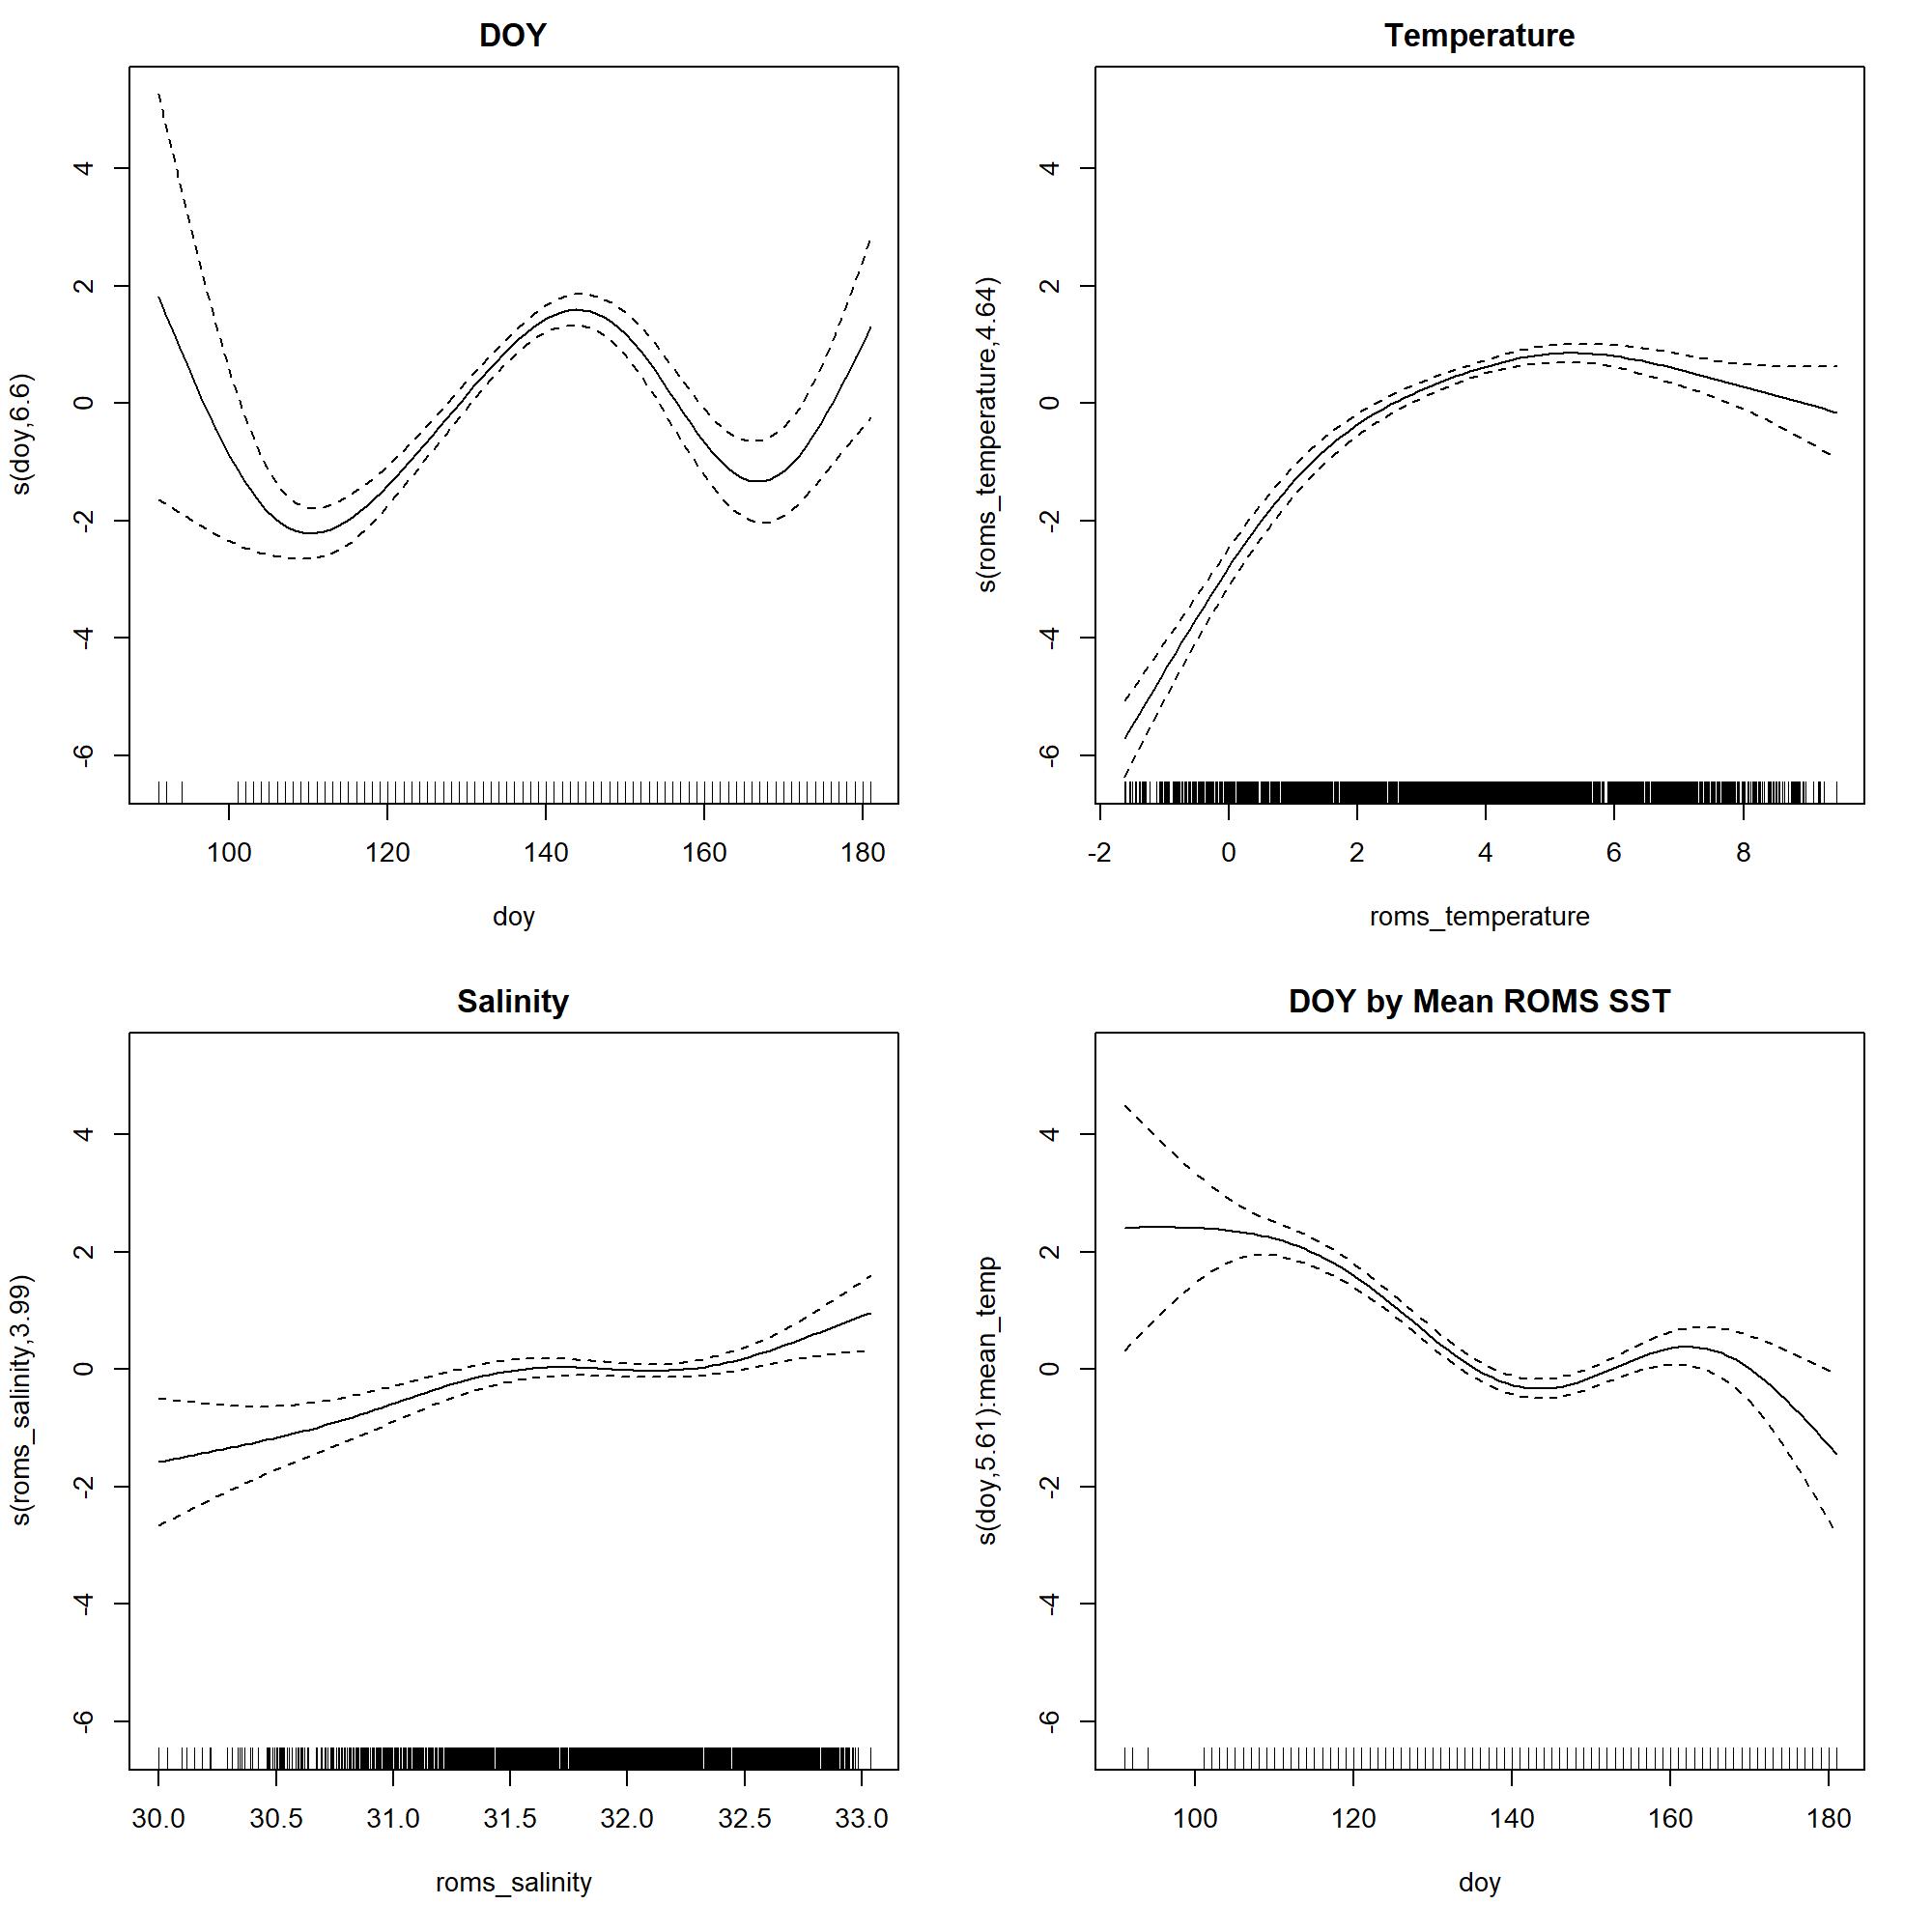 DOY
s(doy,6.6)
4
2
0
-2
-4
-6
100 120 140 160 180
doy
Temperature
s(roms_temperature,4.64)
4
2
0
-2
-4
-6
-2 0 2 4 6 8
roms_temperature
Salinity
s(roms_salinity,3.99)
4
2
0
-2
-4
-6
30.0 30.5 31.0 31.5 32.0 32.5 33.0
roms_salinity
DOY by Mean ROMS SST
s(doy,5.61):mean_temp
4
2
0
-2
-4
-6
100 120 140 160 180
doy